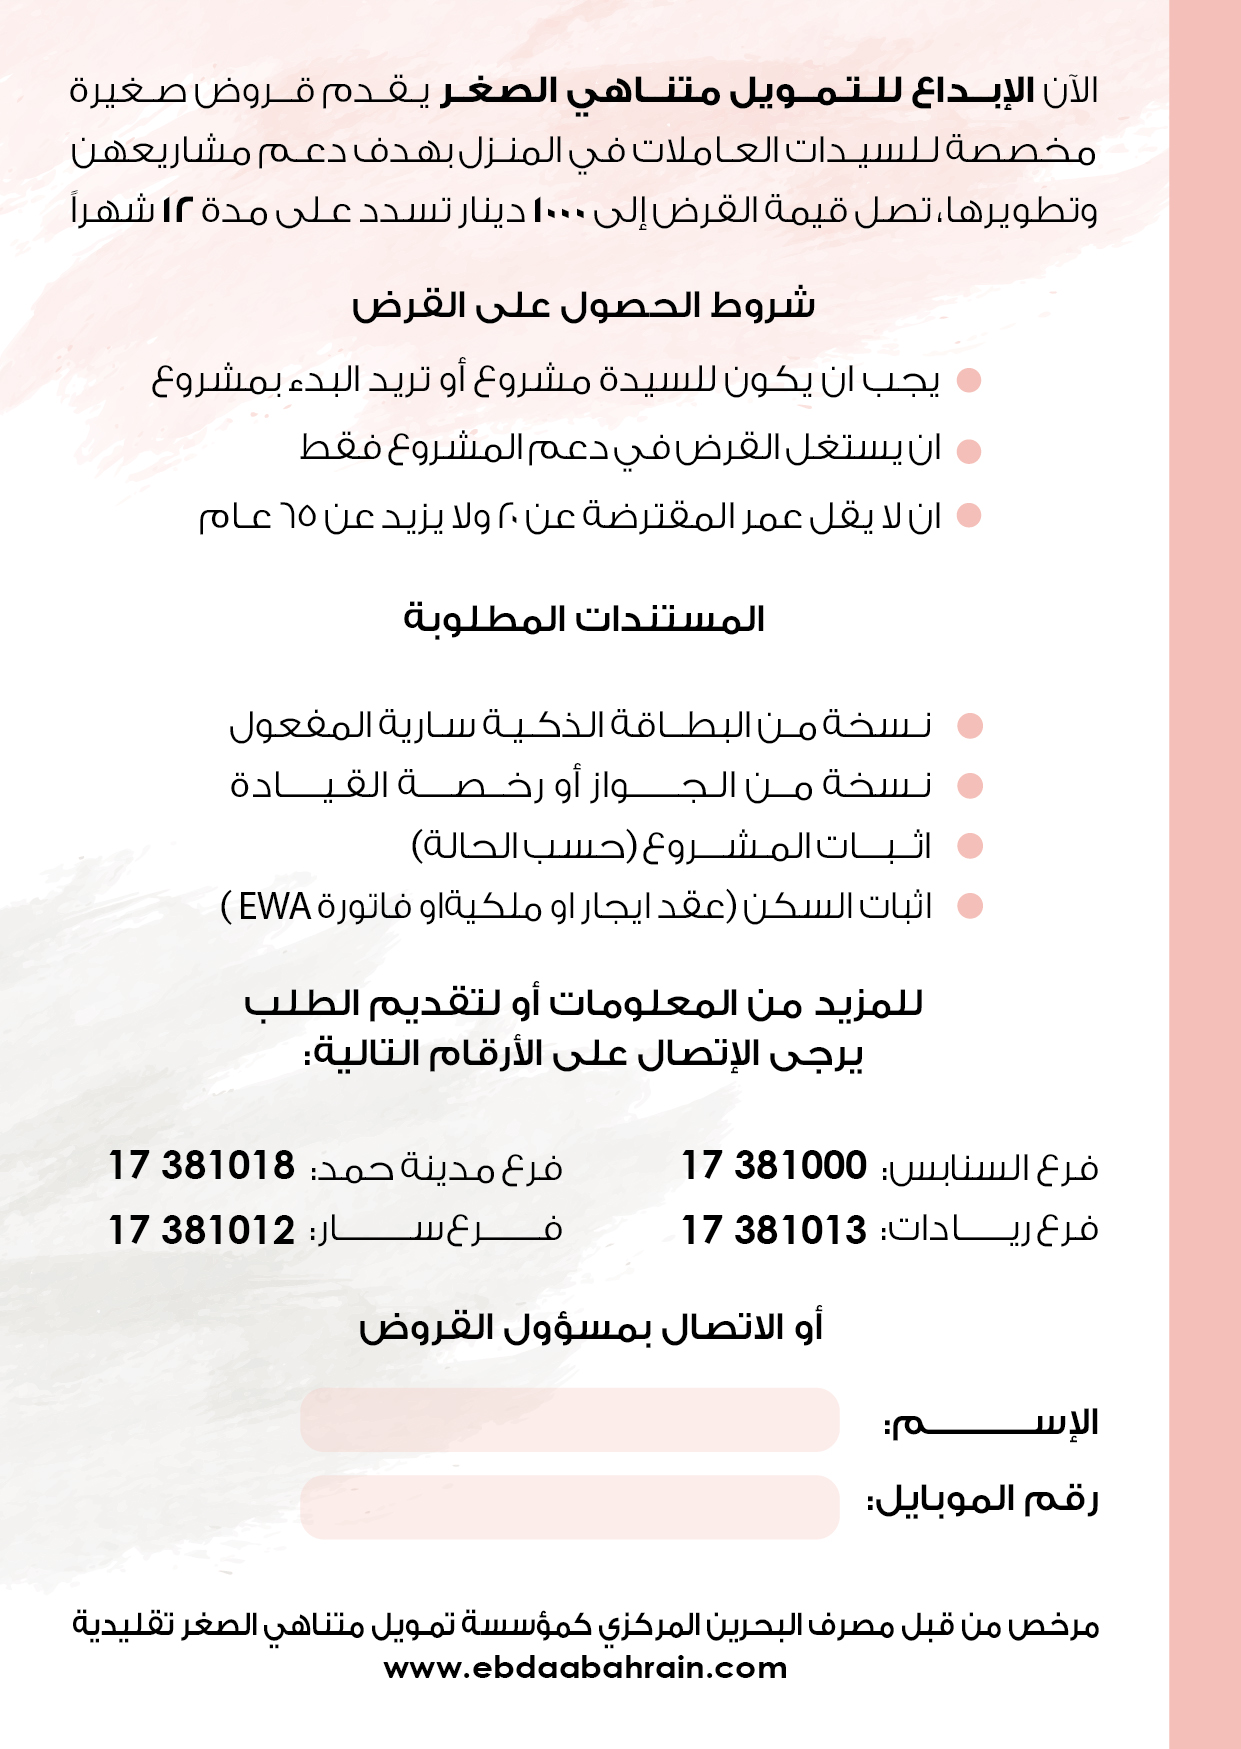 الآن الإبداع للتمويل متناهي الصغر يقدم قروض صغيرة
مخصصة للسيدات العاملات في المنزل بهدف دعم مشاريعهن
وتطويرها، تصل قيمة القرض إلى ١٠٠٠ دينار تسدد على مدة ١٢ شهراً
شروط الحصول على القرض
يجب ان يكون للسيدة مشروع أو تريد البدء بمشروع
ان يستغل القرض في دعم المشروع فقط
ان لا يقل عمر المقترضة عن ٢٠ ولا يزيد عن ٦٥ عام
المستندات المطلوبة
نسخة من البطاقة الذكية سارية المفعول
نسخة من الجواز أو رخصة القيادة
اثبات المشروع (حسب الحالة)
اثبات السكن (عقد ايجار او ملكيةاو فاتورة EWA )
للمزيد من المعلومات أو لتقديم الطلب
يرجى الإتصال على الأرقام التالية:
فرع السنابس: 17 381000
فرع مدينة حمد: 17 381018
فرع ريادات: 17 381013
فرع سار: 17 381012
أو الاتصال بمسؤول القروض
الإسم:
رقم الموبايل:
مرخص من قبل مصرف البحرين المركزي كمؤسسة تمويل متناهي الصغر تقليدية
www.ebdaabahrain.com